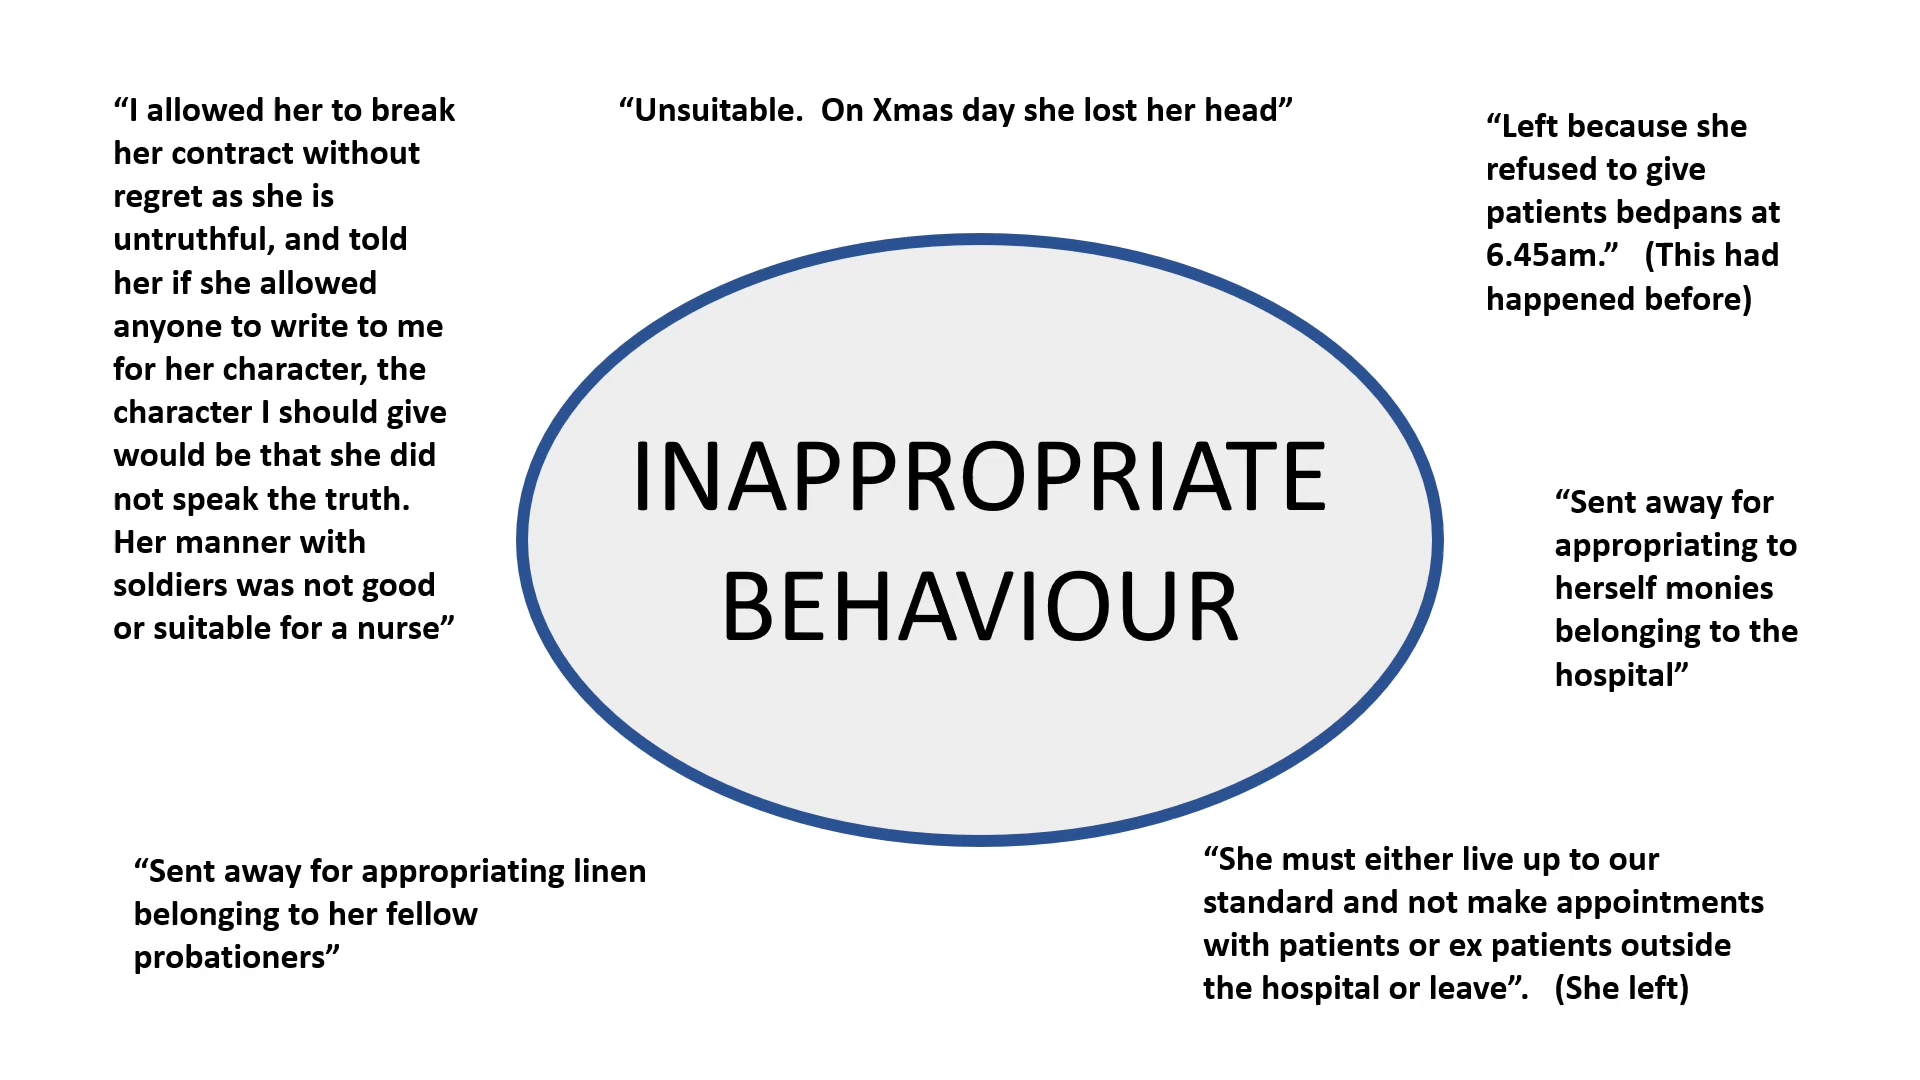 “I allowed her to break
her contract without
regret as she is
untruthful, and told
her if she allowed
anyone to write to me
for her character, the
character I should give
would be that she did
not speak the truth.
Her manner with
soldiers was not good
or suitable for a nurse”
“Unsuitable.  On Xmas day she lost her head”
“Left because she
refused to give
patients bedpans at
6.45am.”   (This had
happened before)
INAPPROPRIATE
BEHAVIOUR
“Sent away for
appropriating to
herself monies
belonging to the
hospital”
“Sent away for appropriating linen
belonging to her fellow
probationers”
“She must either live up to our
standard and not make appointments
with patients or ex patients outside
the hospital or leave”.   (She left)